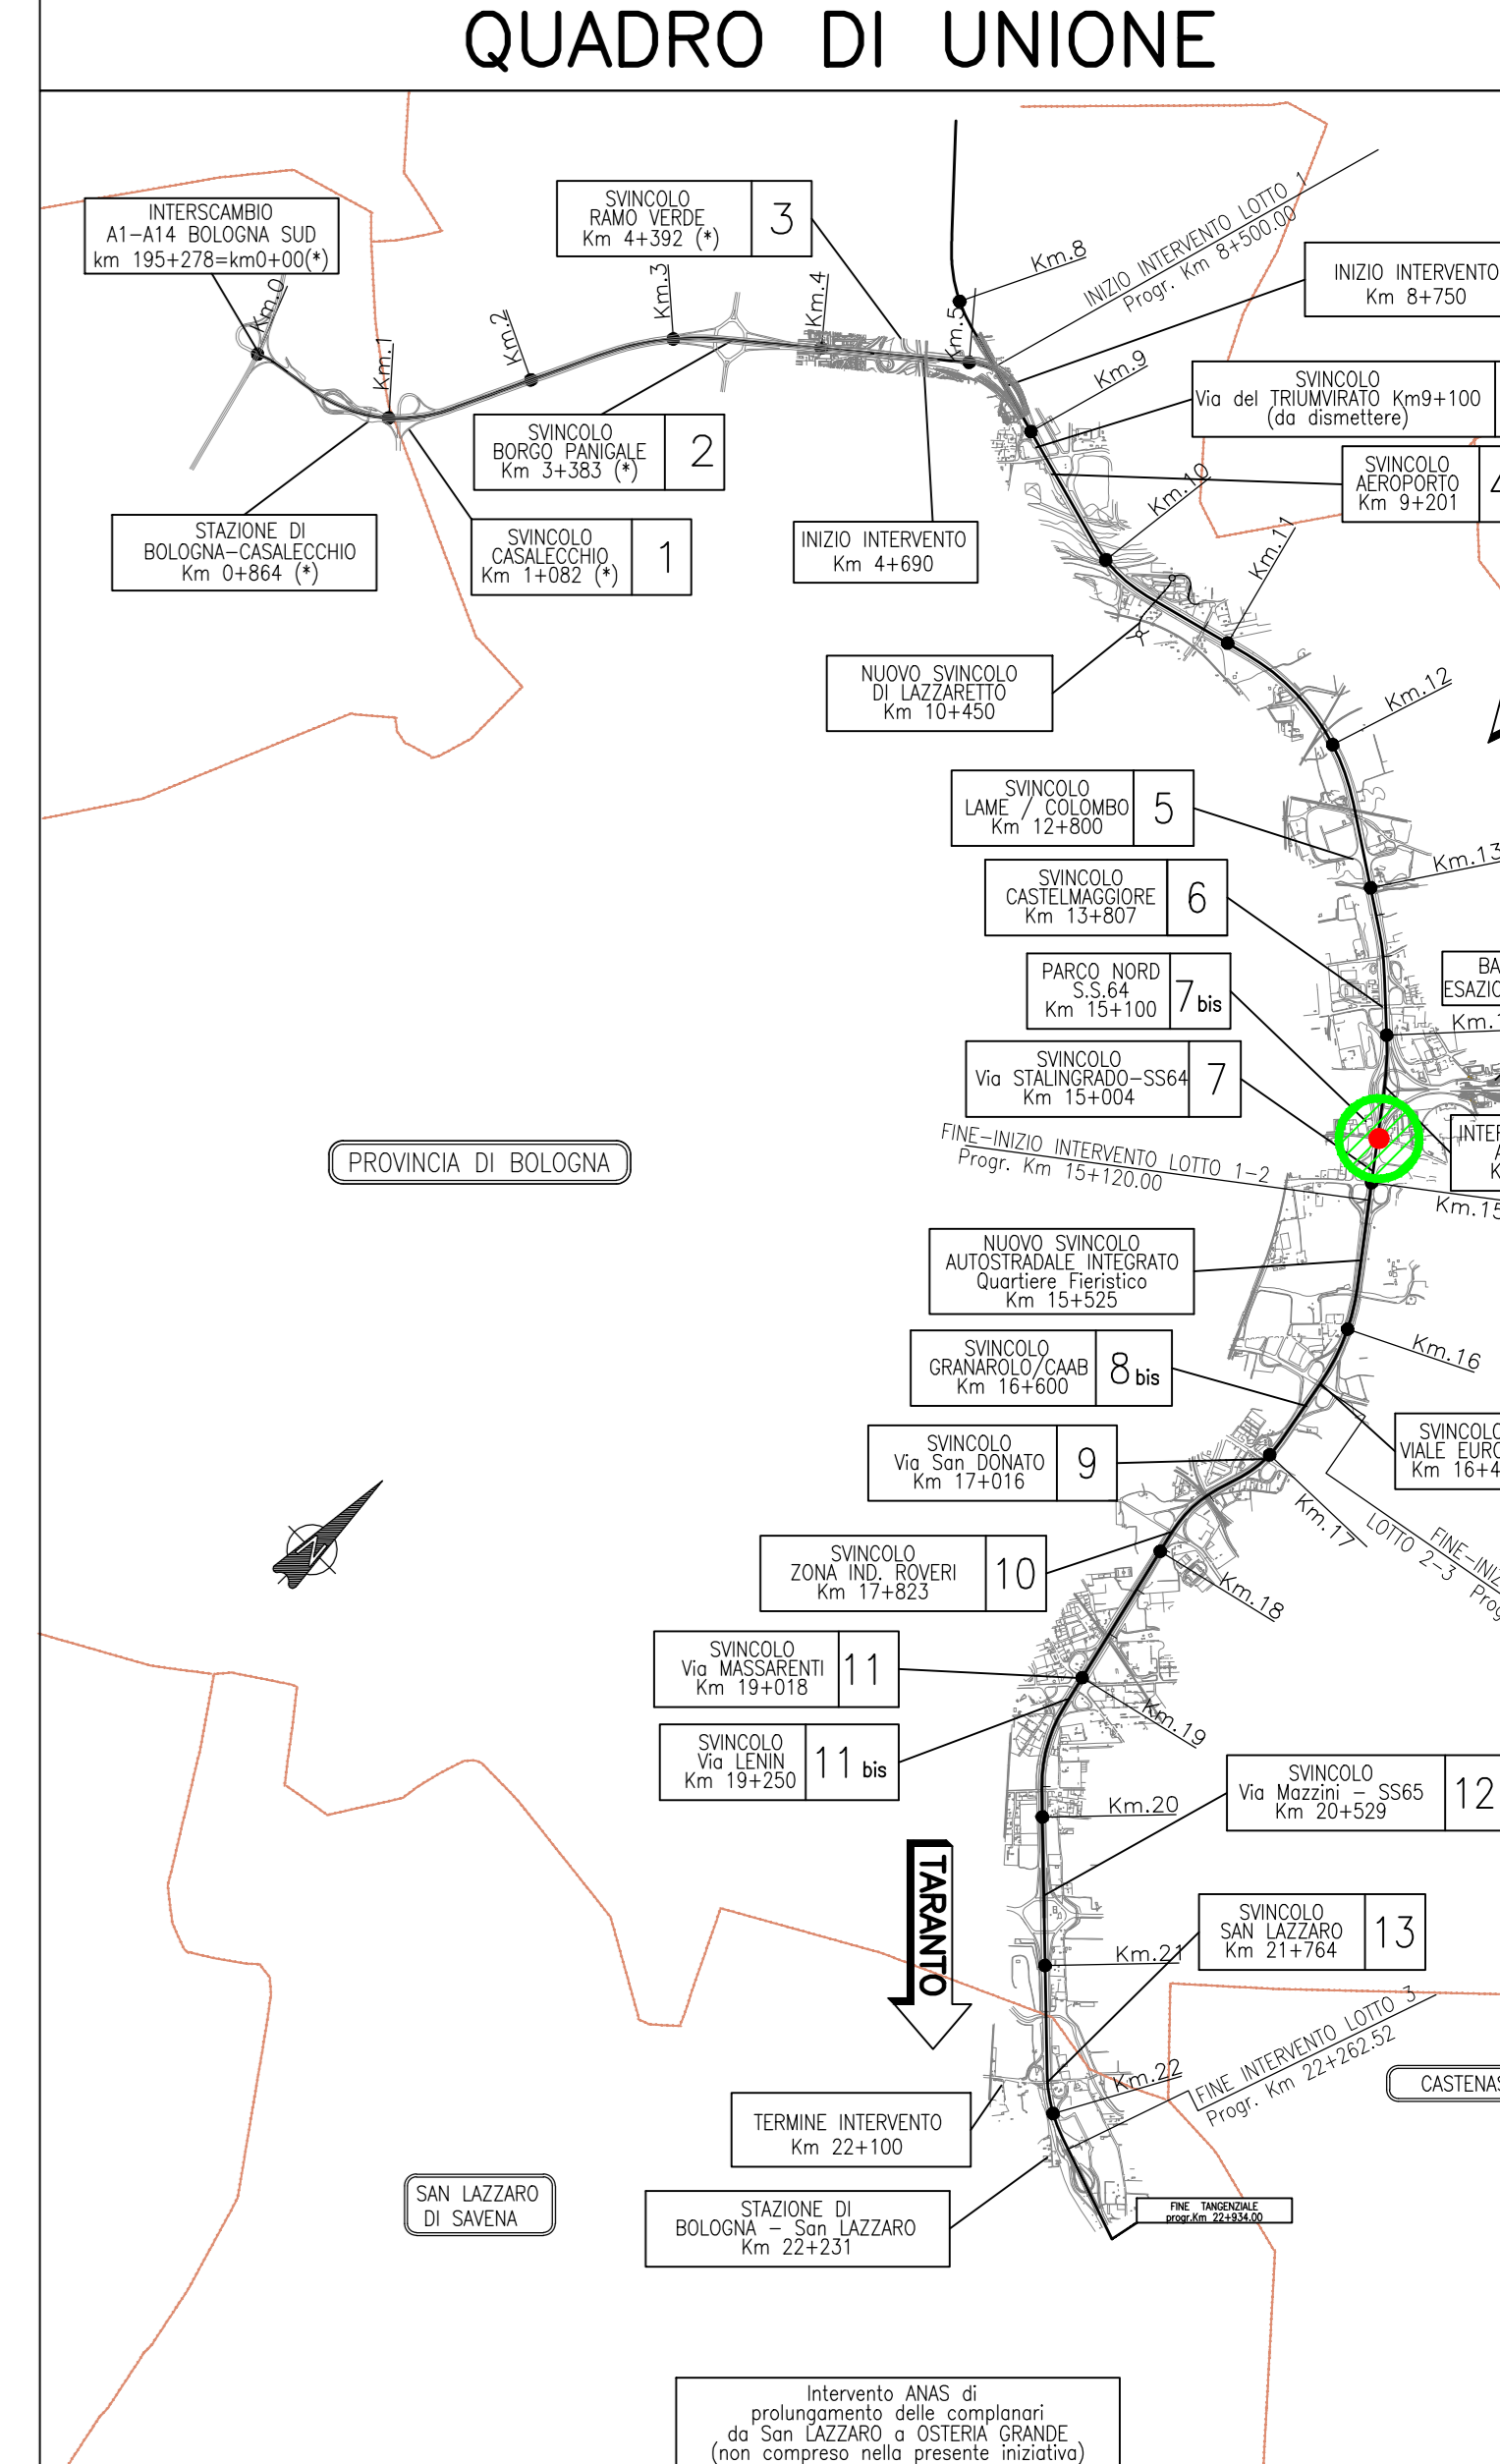 QUADRO DI UNIONE
INTERSCAMBIO
A1-A14 BOLOGNA SUD
km 195+278=km0+00(*)
SVINCOLO
RAMO VERDE
Km 4+392 (*)
3
Km.0
Km.1
Km.2
Km.3
Km.4
Km.5
Km.8
INIZIO INTERVENTO LOTTO 1
Progr. Km 8+500.00
INIZIO INTERVENTO
Km 8+750
Km.9
SVINCOLO
Via del TRIUMVIRATO Km9+100
(da dismettere)
SVINCOLO
BORGO PANIGALE
Km 3+383 (*)
2
SVINCOLO
AEROPORTO
Km 9+201
STAZIONE DI
BOLOGNA-CASALECCHIO
Km 0+864 (*)
SVINCOLO
CASALECCHIO
Km 1+082 (*)
1
INIZIO INTERVENTO
Km 4+690
Km.10
Km.11
NUOVO SVINCOLO
DI LAZZARETTO
Km 10+450
Km.12
SVINCOLO
LAME / COLOMBO
Km 12+800
5
Km.13
SVINCOLO
CASTELMAGGIORE
Km 13+807
6
PARCO NORD
S.S.64
Km 15+100
7 bis
SVINCOLO
Via STALINGRADO-SS64
Km 15+004
7
FINE-INIZIO INTERVENTO LOTTO 1-2
Progr. Km 15+120.00
PROVINCIA DI BOLOGNA
Km.15
NUOVO SVINCOLO
AUTOSTRADALE INTEGRATO
Quartiere Fieristico
Km 15+525
Km.16
SVINCOLO
GRANAROLO/CAAB
Km 16+600
8 bis
SVINCOLO
VIALE EURO
Km 16+4
SVINCOLO
Via San DONATO
Km 17+016
9
Km.17
LOTTO 2-3
SVINCOLO
ZONA IND. ROVERI
Km 17+823
10
Km.18
SVINCOLO
Via MASSARENTI
Km 19+018
11
Km.19
SVINCOLO
Via LENIN
Km 19+250
11 bis
SVINCOLO
Via Mazzini - SS65
Km 20+529
12
Km.20
TARANTO
SVINCOLO
SAN LAZZARO
Km 21+764
13
Km.21
FINE INTERVENTO LOTTO 3
Progr. Km 22+262.52
Km.22
TERMINE INTERVENTO
Km 22+100
SAN LAZZARO
DI SAVENA
STAZIONE DI
BOLOGNA - San LAZZARO
Km 22+231
FINE TANGENZIALE
progr.Km 22+934.00
Intervento ANAS di
prolungamento delle complanari
da San LAZZARO a OSTERIA GRANDE
(non compreso nella presente iniziativa)